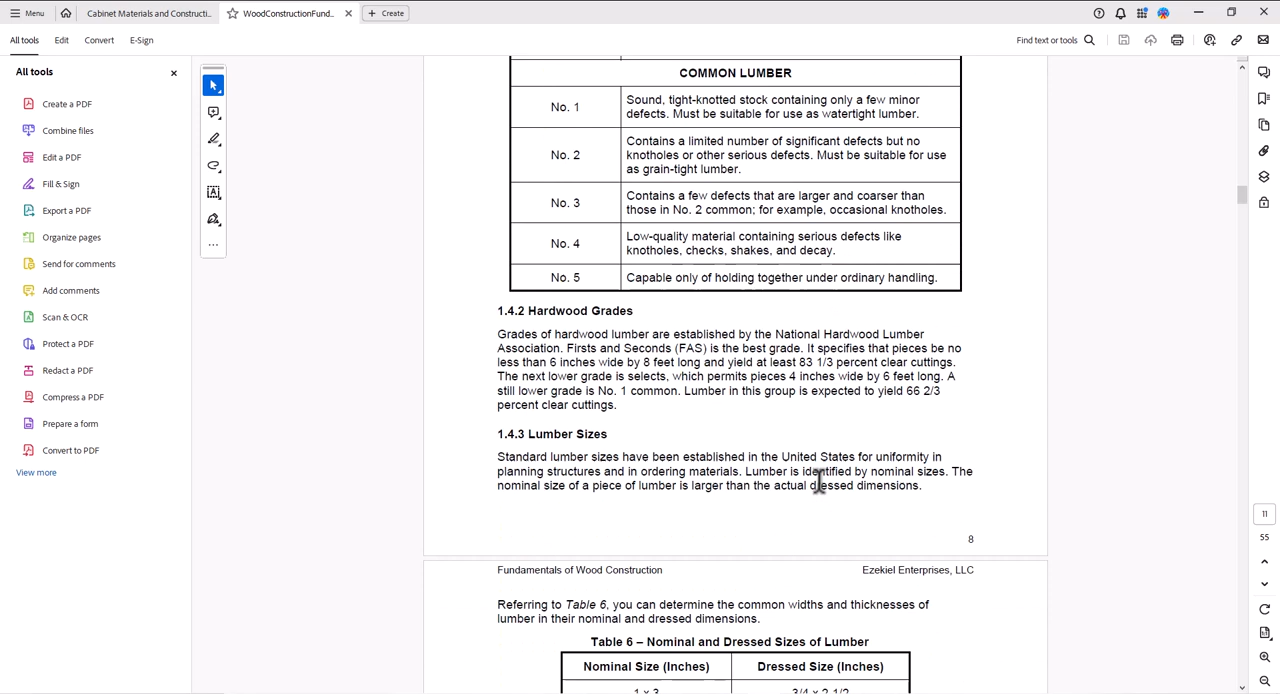 Menu
Cabinet Materials and Constructi...
WoodConstructionFund...
Create
All tools
Edit
Convert
E-Sign
Find text or tools
All tools
Create a PDF
Combine files
Edit a PDF
Fill & Sign
Export a PDF
Organize pages
Send for comments
Add comments
Scan & OCR
Protect a PDF
Redact a PDF
Compress a PDF
Prepare a form
Convert to PDF
View more
COMMON LUMBER
No. 1
Sound, tight-knotted stock containing only a few minor
defects. Must be suitable for use as watertight lumber.
No. 2
Contains a limited number of significant defects but no
knotholes or other serious defects. Must be suitable for use
as grain-tight lumber.
No. 3
Contains a few defects that are larger and coarser than
those in No. 2 common; for example, occasional knotholes.
No. 4
Low-quality material containing serious defects like
knotholes, checks, shakes, and decay.
No. 5
Capable only of holding together under ordinary handling.
1.4.2 Hardwood Grades
Grades of hardwood lumber are established by the National Hardwood Lumber
Association. Firsts and Seconds (FAS) is the best grade. It specifies that pieces be no
less than 6 inches wide by 8 feet long and yield at least 83 1/3 percent clear cuttings.
The next lower grade is selects, which permits pieces 4 inches wide by 6 feet long. A
still lower grade is No. 1 common. Lumber in this group is expected to yield 66 2/3
percent clear cuttings.
1.4.3 Lumber Sizes
Standard lumber sizes have been established in the United States for uniformity in
planning structures and in ordering materials. Lumber is identified by nominal sizes. The
nominal size of a piece of lumber is larger than the actual dressed dimensions.
8
Fundamentals of Wood Construction
Ezekiel Enterprises, LLC
Referring to Table 6, you can determine the common widths and thicknesses of
lumber in their nominal and dressed dimensions.
Table 6 – Nominal and Dressed Sizes of Lumber
Nominal Size (Inches)
Dressed Size (Inches)
1 x 3
3/4 x 2 1/2
11
55